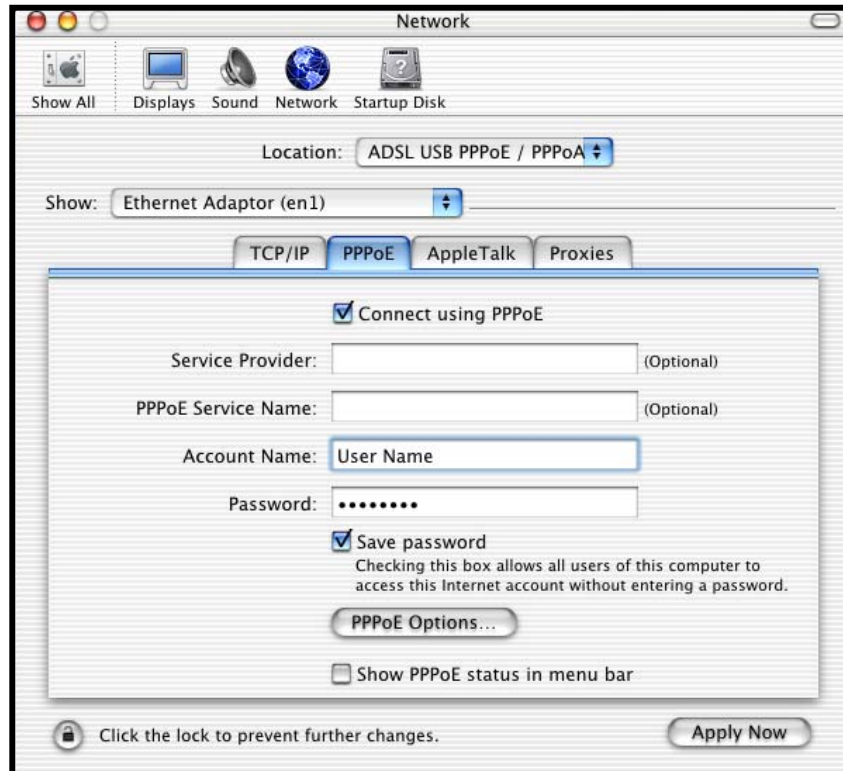 Network
Show All Displays Sound Network Startup Disk
Location: ADSL USB PPPoE / PPPoA
Show: Ethernet Adaptor (en1)
TCP/IP PPPoE AppleTalk Proxies
Connect using PPPoE
Service Provider: (Optional)
PPPoE Service Name: (Optional)
Account Name: User Name
Password: ••••••••
Save password
Checking this box allows all users of this computer to
access this Internet account without entering a password.
PPPoE Options...
Show PPPoE status in menu bar
Click the lock to prevent further changes. Apply Now